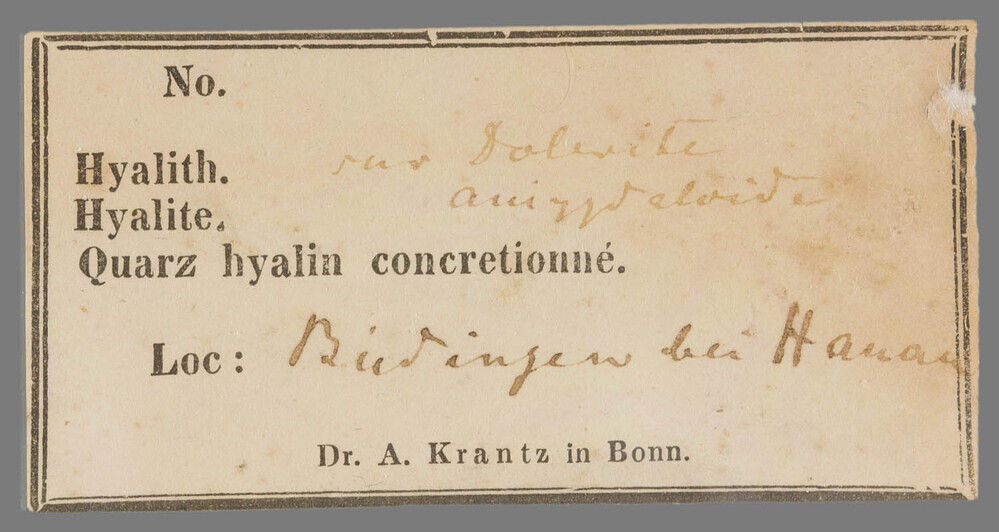 No.
sur Dolerite
Hyalith.
amygdaloide
Hyalite.
Quarz hyalin concretionné.
Loc: Büdingen bei Hanau
Dr. A. Krantz in Bonn.